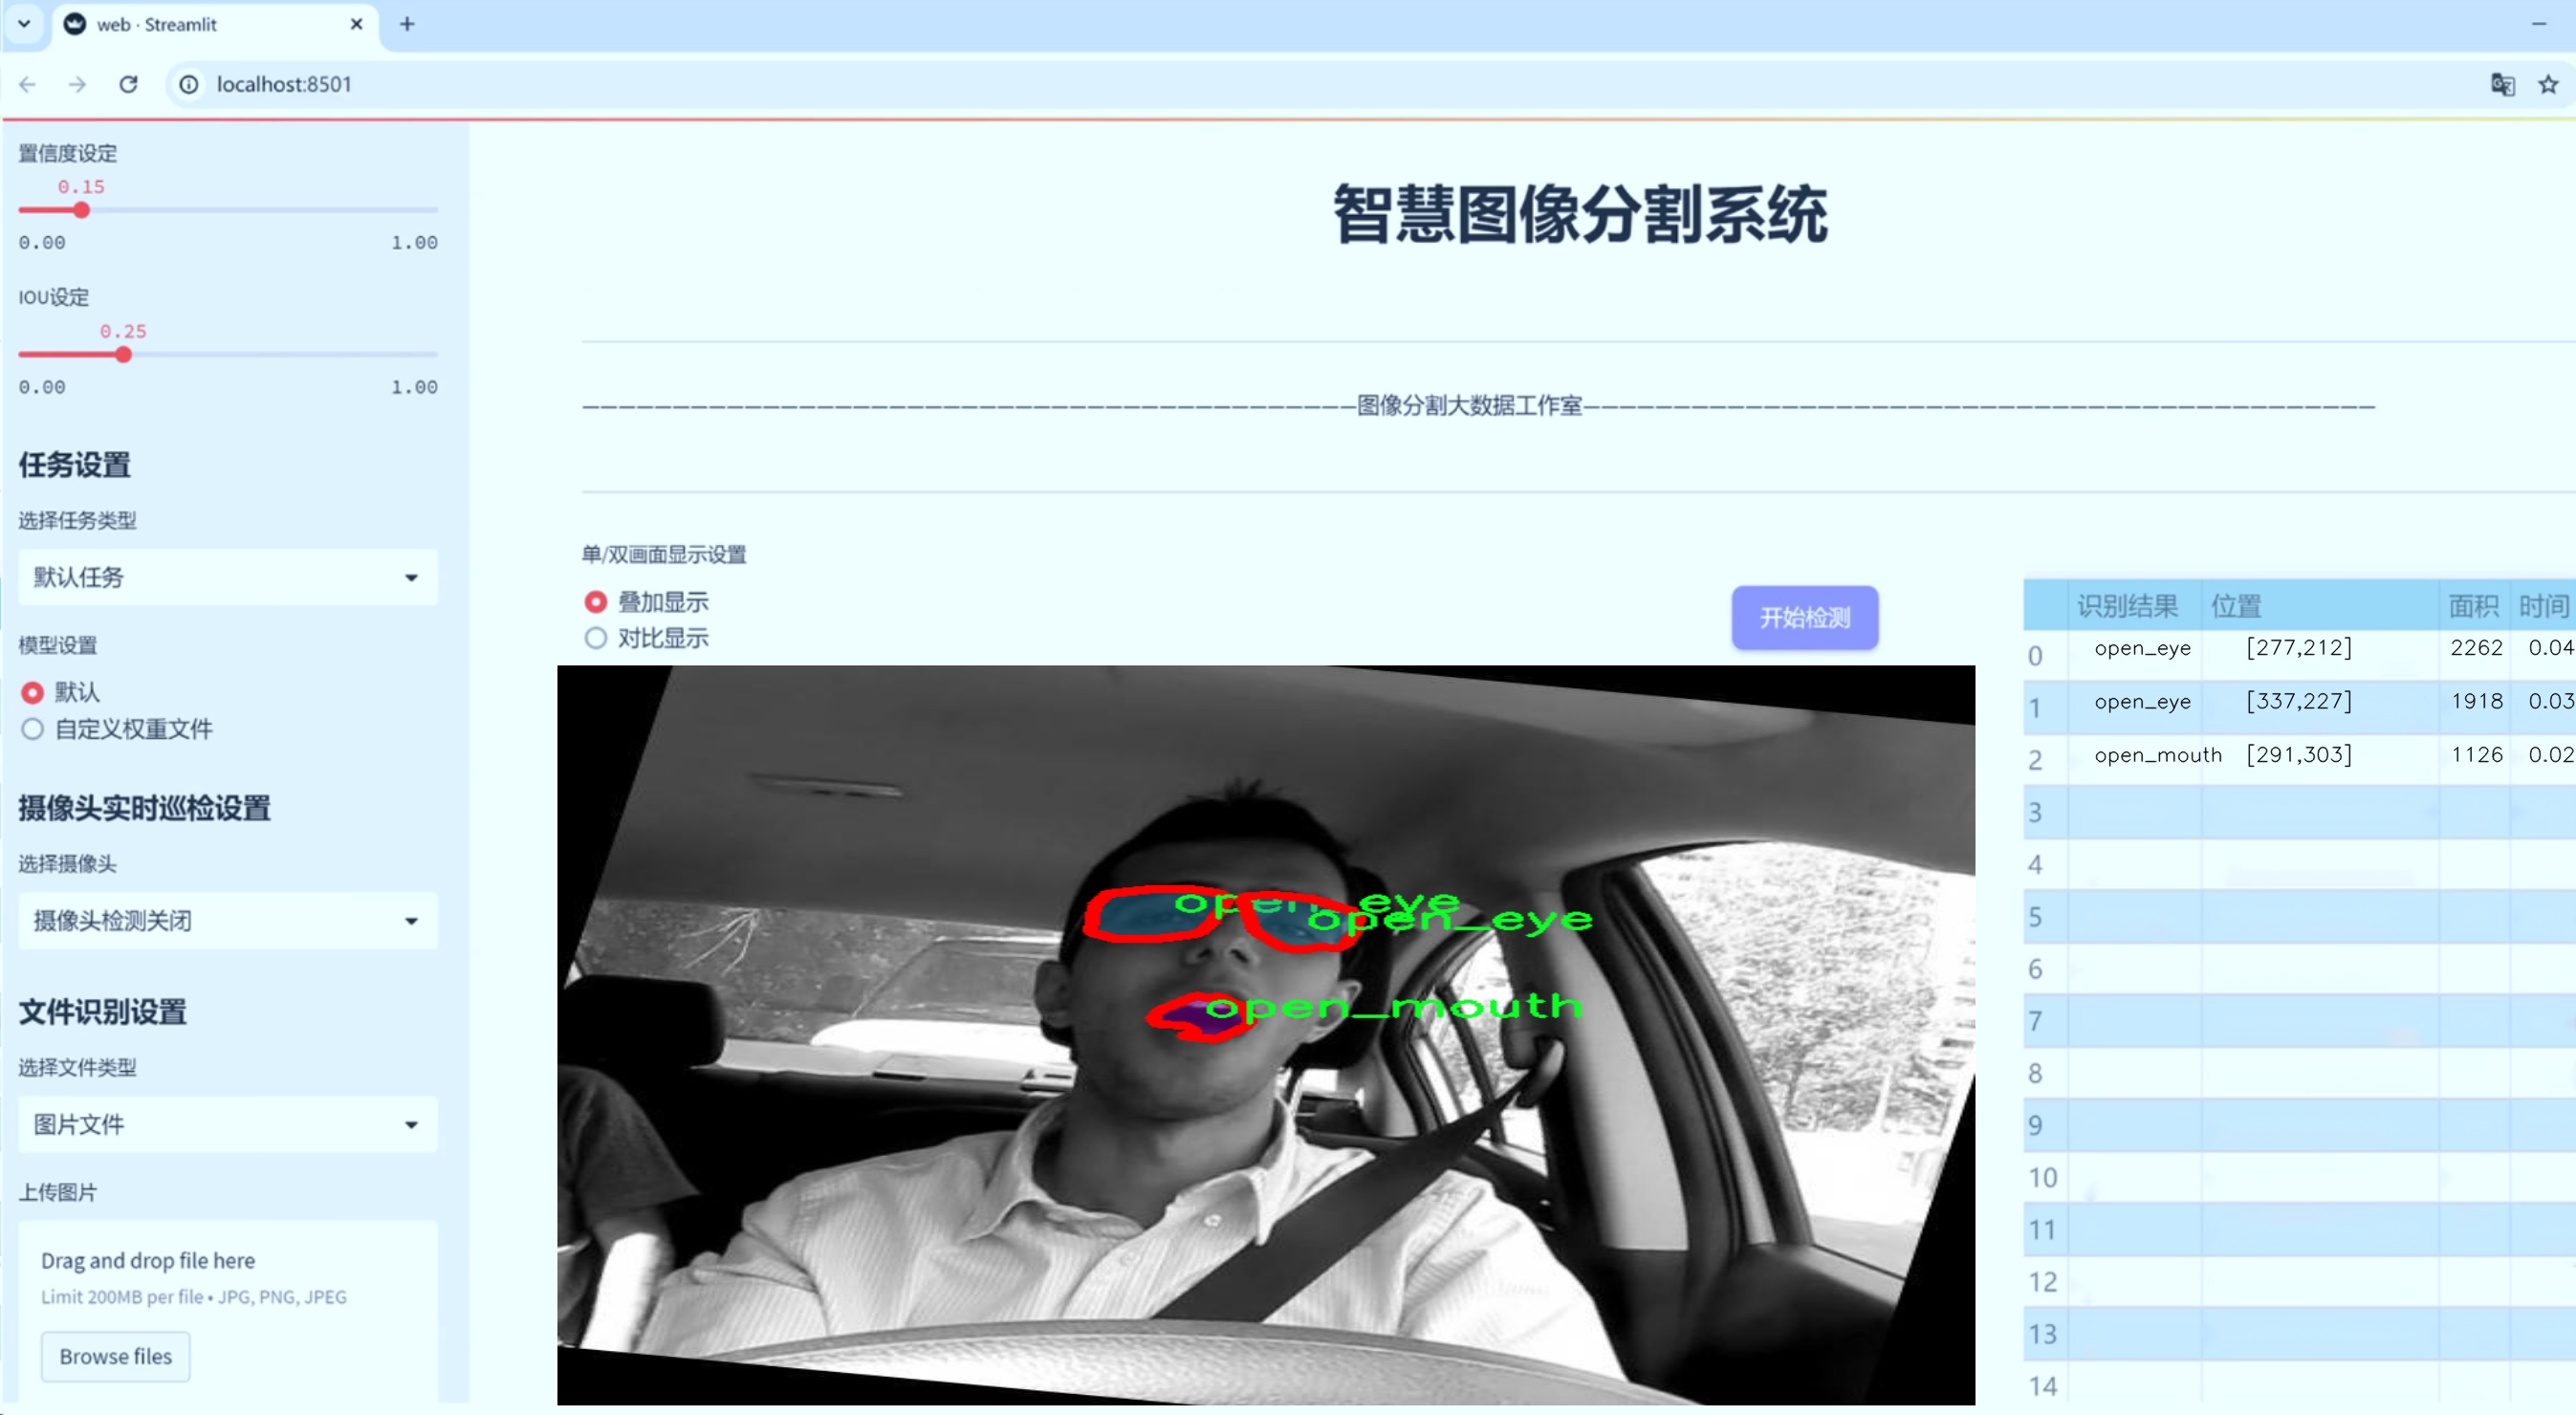 web · Streamlit
localhost:8501
置信度设定
0.15
0.00 1.00
IOU设定
0.25
0.00 1.00
任务设置
选择任务类型
默认任务
模型设置
默认
自定义权重文件
摄像头实时巡检设置
选择摄像头
摄像头检测关闭
文件识别设置
选择文件类型
图片文件
上传图片
Drag and drop file here
Limit 200MB per file • JPG, PNG, JPEG
Browse files
智慧图像分割系统
———————————————————————————————————————————图像分割大数据工作室————————————————————————————————————————————
单/双画面显示设置
叠加显示
对比显示
开始检测
open_eye
open_eye
open_mouth
识别结果 位置 面积 时间
0 open_eye [277,212] 2262 0.04
1 open_eye [337,227] 1918 0.03
2 open_mouth [291,303] 1126 0.02
3
4
5
6
7
8
9
10
11
12
13
14